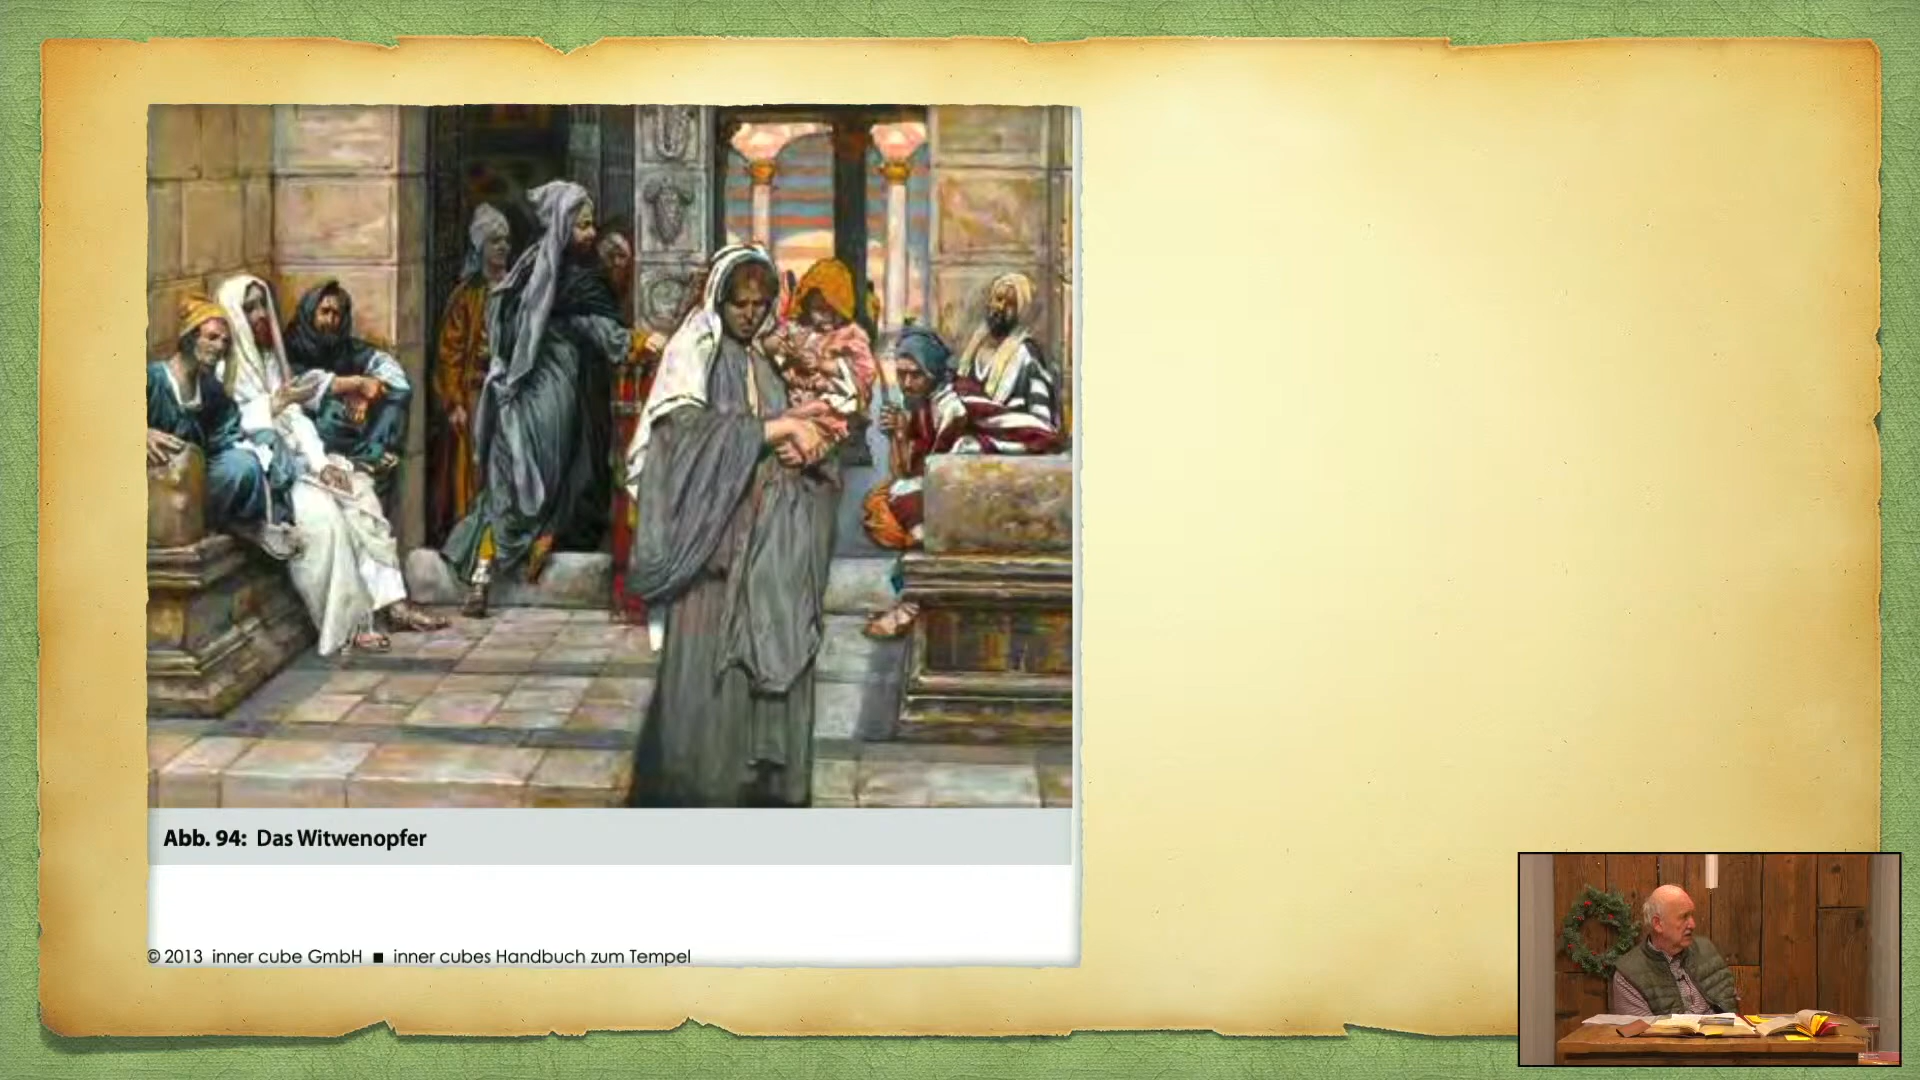 Abb. 94: Das Witwenopfer
© 2013 inner cube GmbH ■ inner cubes Handbuch zum Tempel